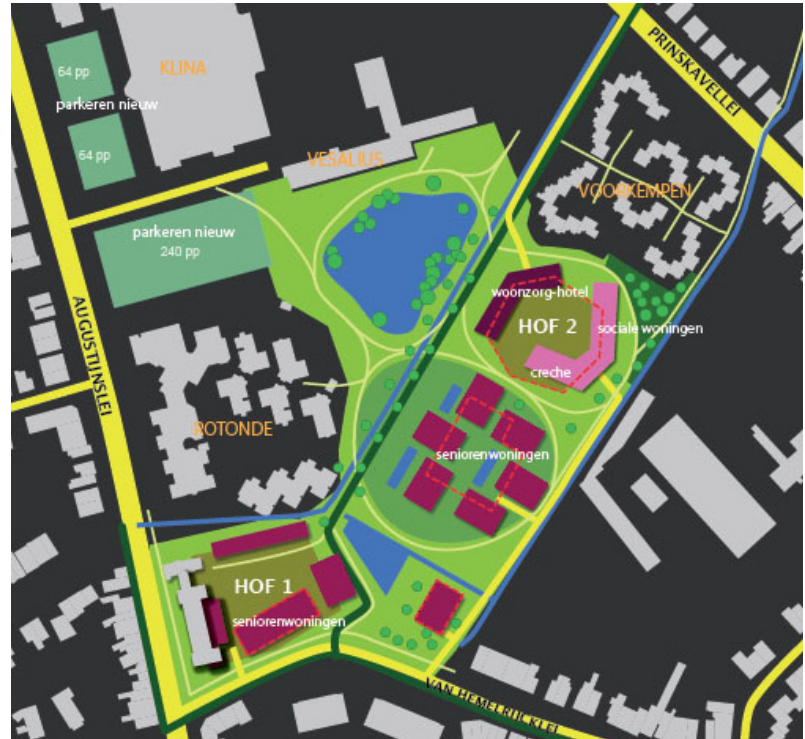 PRINSKAVELLEI
KLINA
64 pp
parkeren nieuw
64 pp
VESALIUS
VOORKEMPEN
parkeren nieuw
240 pp
woonzorg-hotel
HOF 2
sociale woningen
creche
AUGUSTIJNSLEI
ROTONDE
seniorenwoningen
HOF 1
seniorenwoningen
VAN HEMELRIJCKLEI